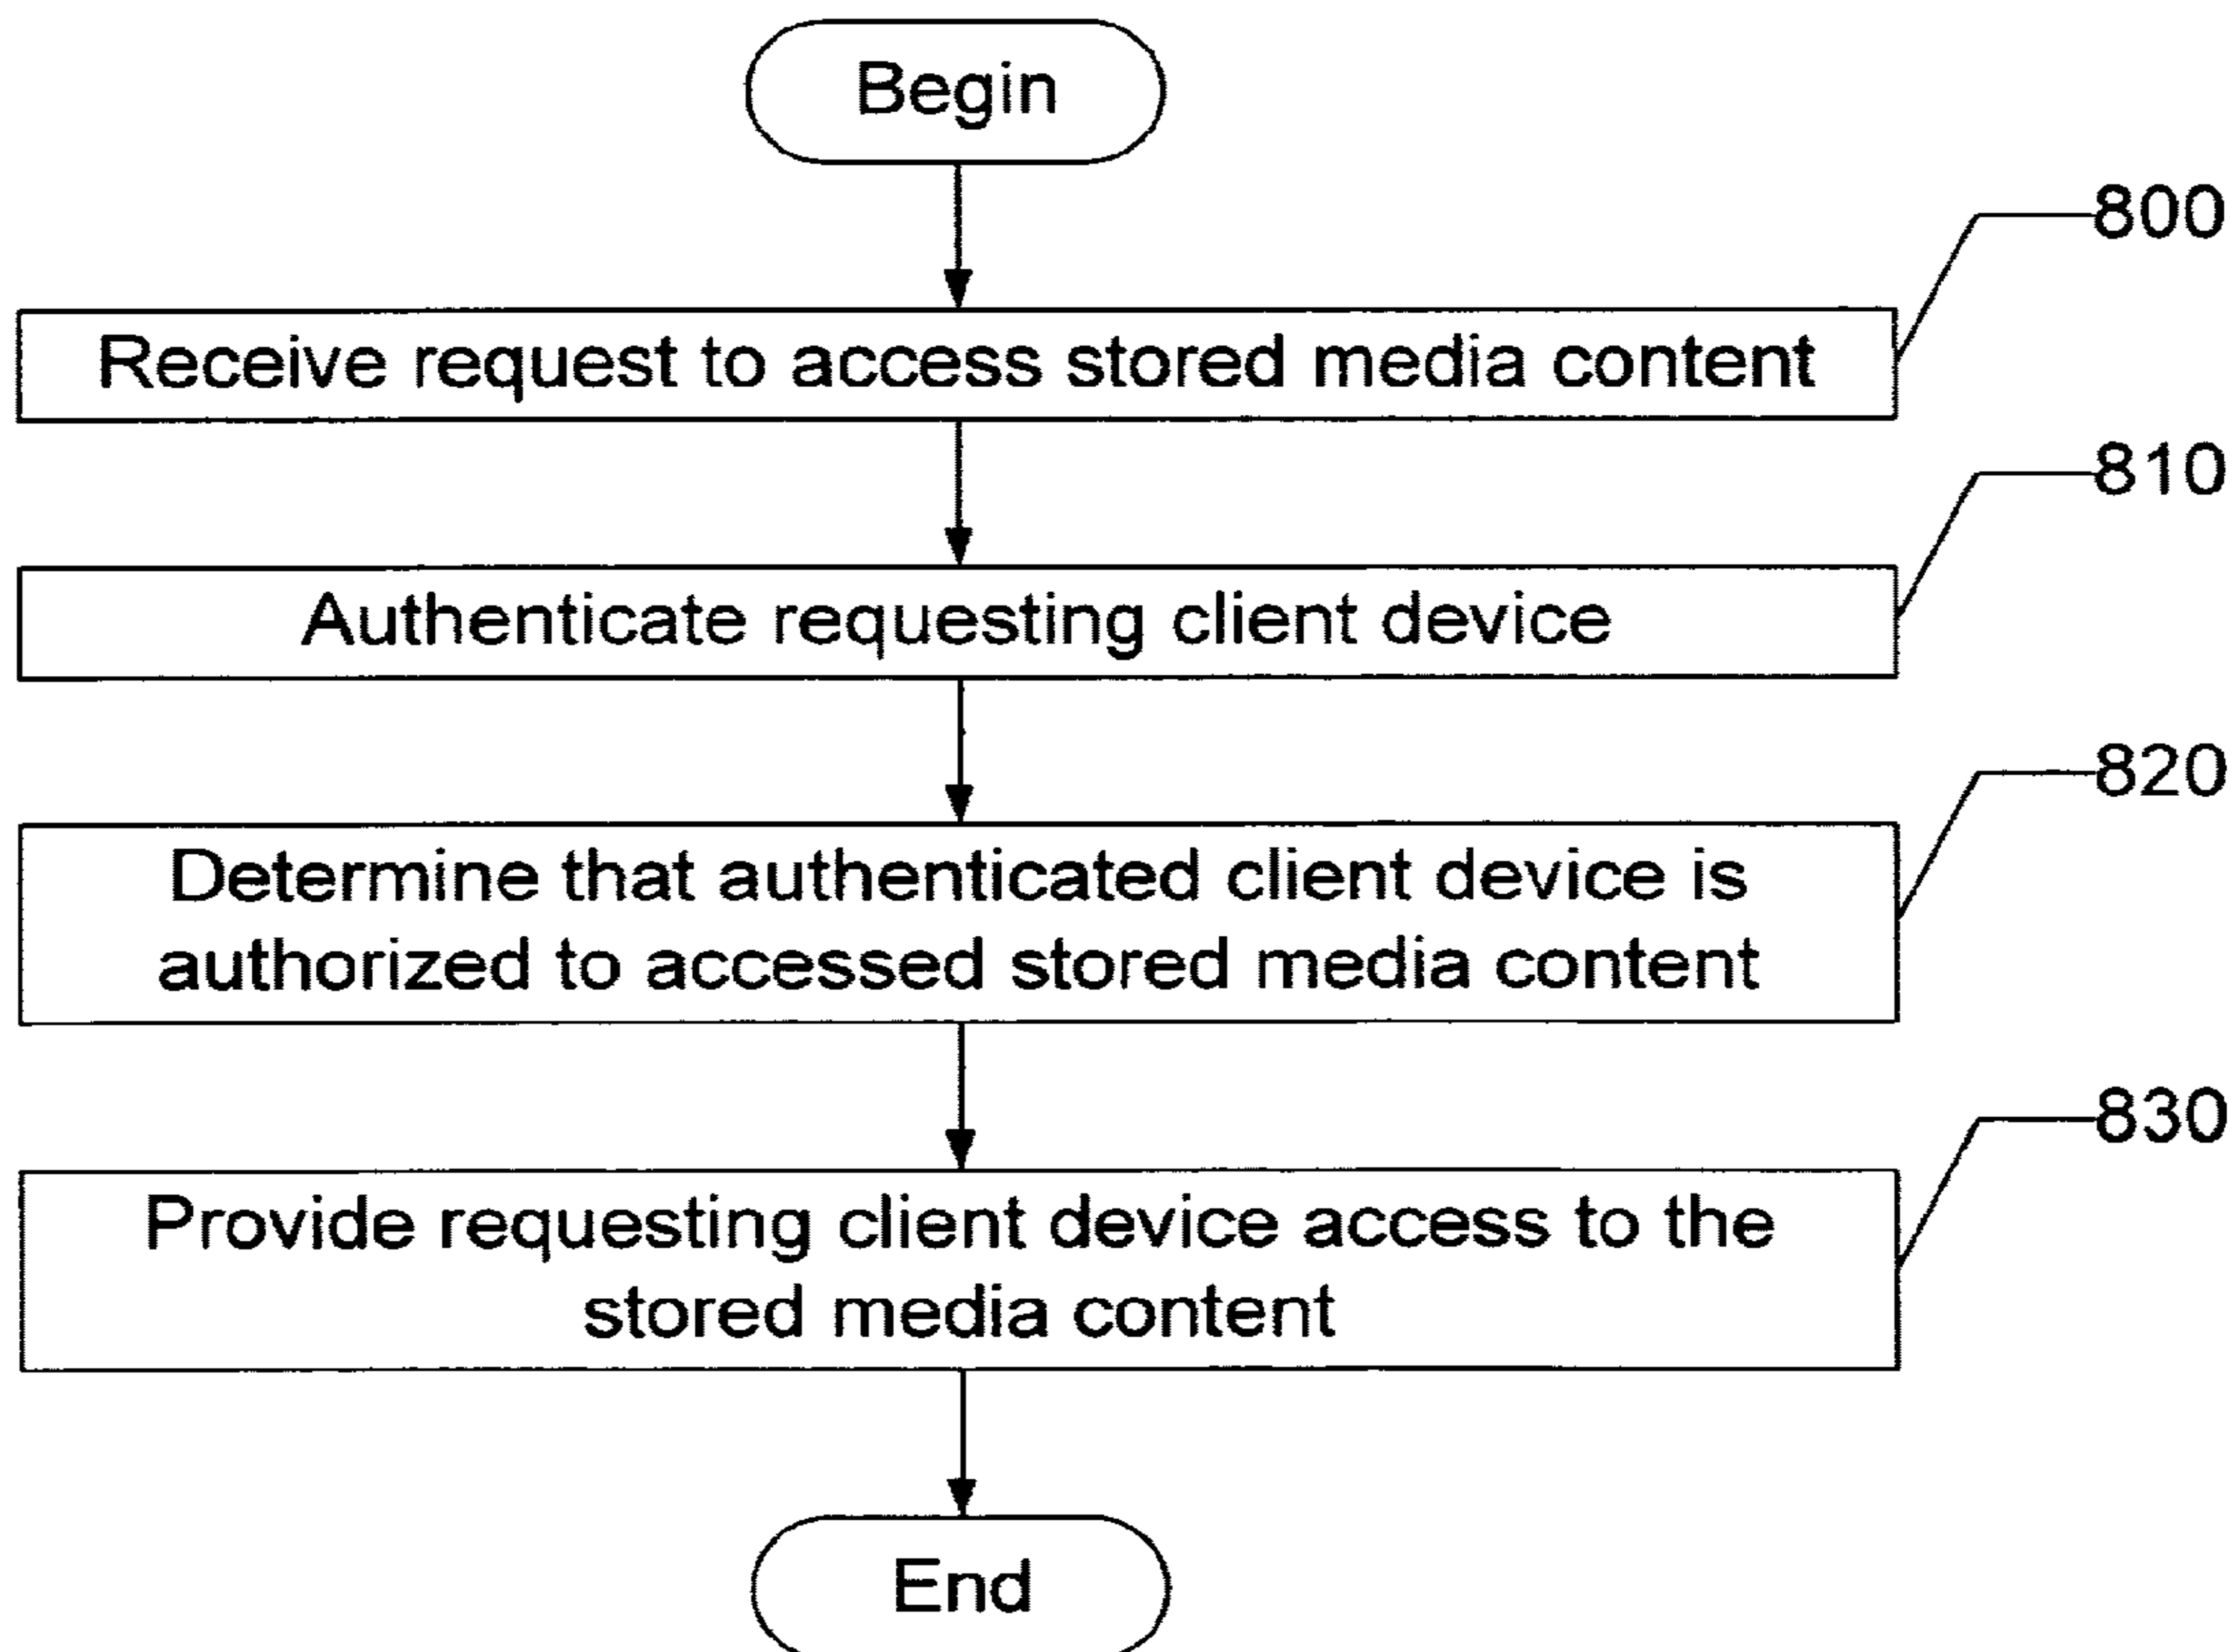 Begin
800
Receive request to access stored media content
810
Authenticate requesting client device
820
Determine that authenticated client device is
authorized to accessed stored media content
830
Provide requesting client device access to the
stored media content
End